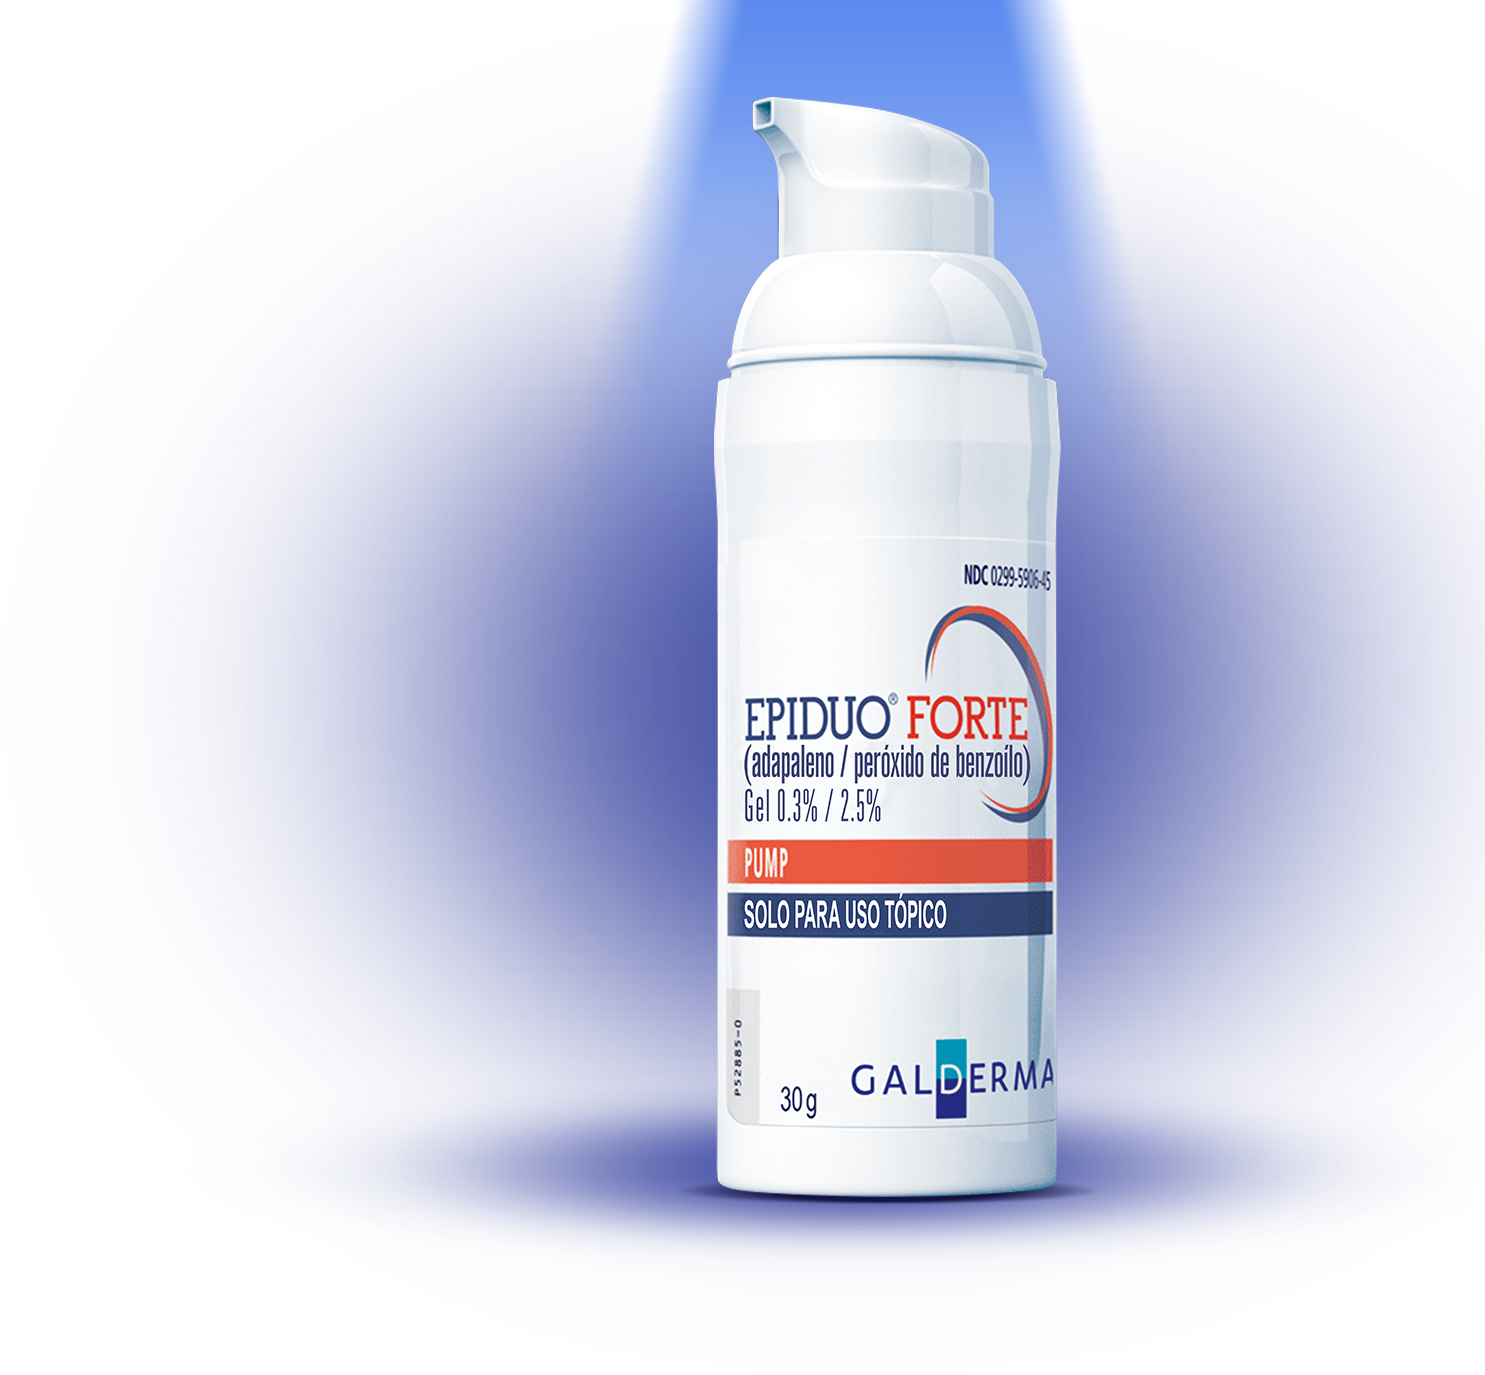 NDC 0299-5906-45
EPIDUO® FORTE
(adapaleno / peróxido de benzoílo)
Gel 0.3% / 2.5%
PUMP
SOLO PARA USO TÓPICO
P52885-0
30 g
GALDERMA